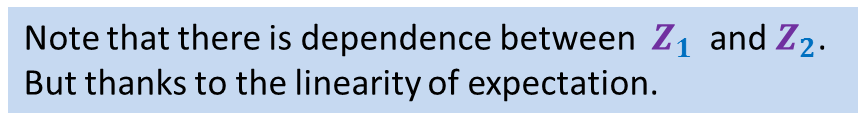 Note that there is dependence between Z₁ and Z₂.
But thanks to the linearity of expectation.